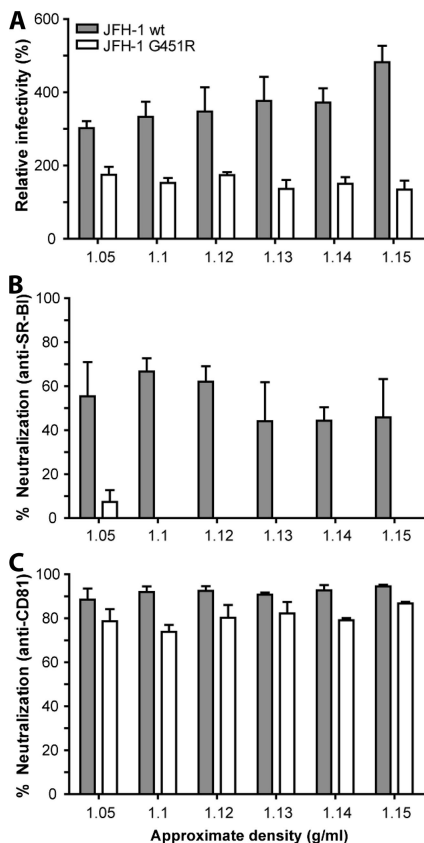 A
JFH-1 wt
JFH-1 G451R
Relative infectivity (%)
600
400
200
0
1.05 1.1 1.12 1.13 1.14 1.15
B
% Neutralization (anti-SR-BI)
100
80
60
40
20
0
1.05 1.1 1.12 1.13 1.14 1.15
C
% Neutralization (anti-CD81)
100
80
60
40
20
0
1.05 1.1 1.12 1.13 1.14 1.15
Approximate density (g/ml)